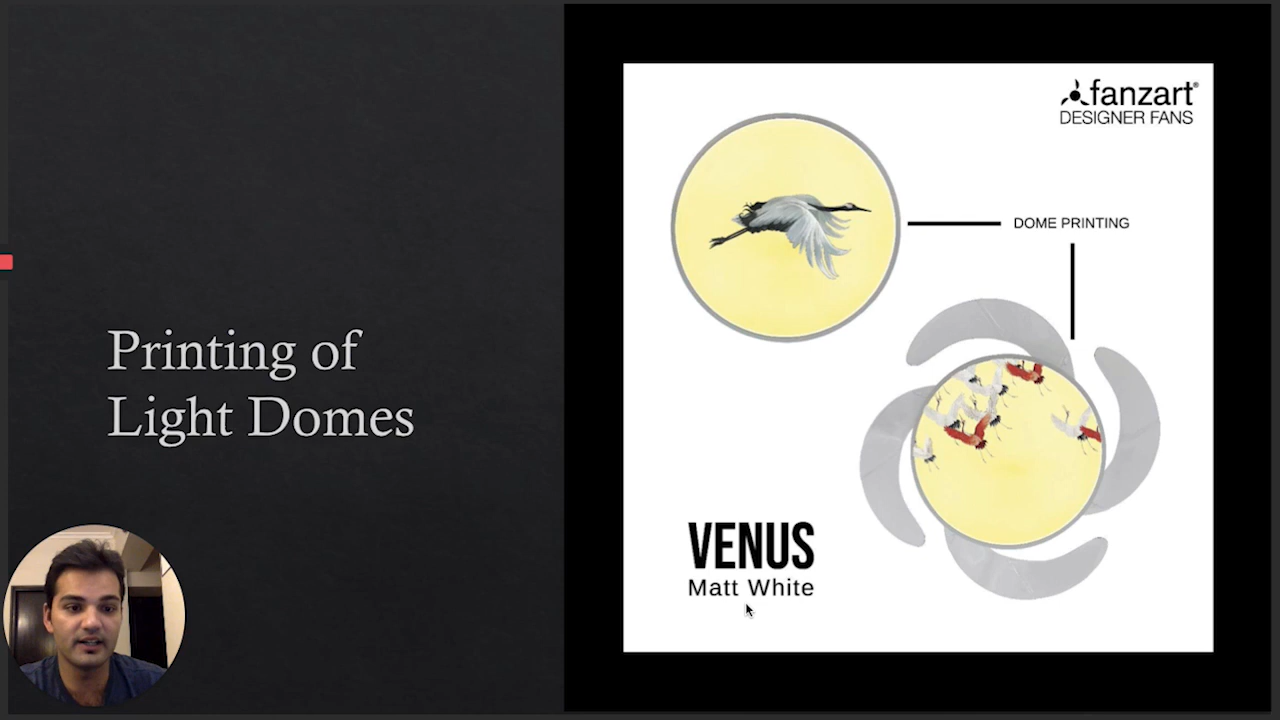 Printing of
Light Domes
fanzart®
DESIGNER FANS
DOME PRINTING
VENUS
Matt White